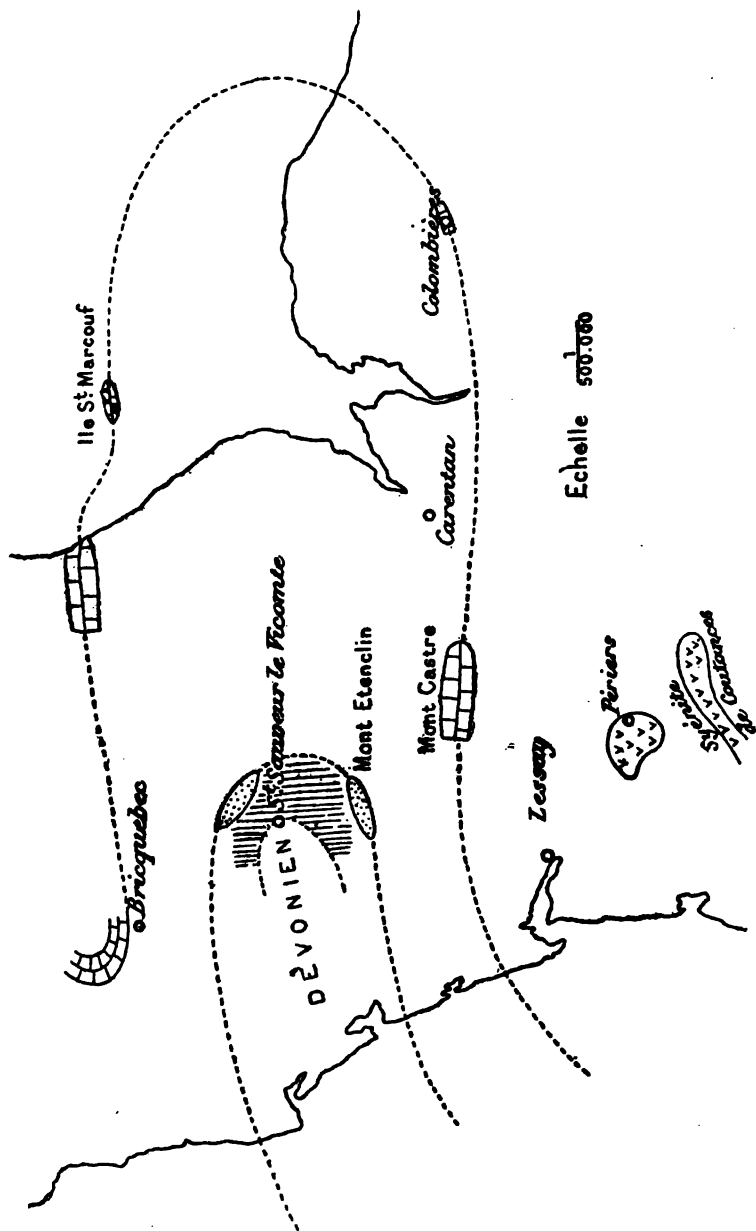 Ile St. Marcouf
Bricquebec
Colombières
St Sauveur le Vicomte
DÉVONIEN
Mont Etenclin
Carentan
Mont Castre
Echelle 1/500.000
Lessay
Périers
Syénite
de Coutances